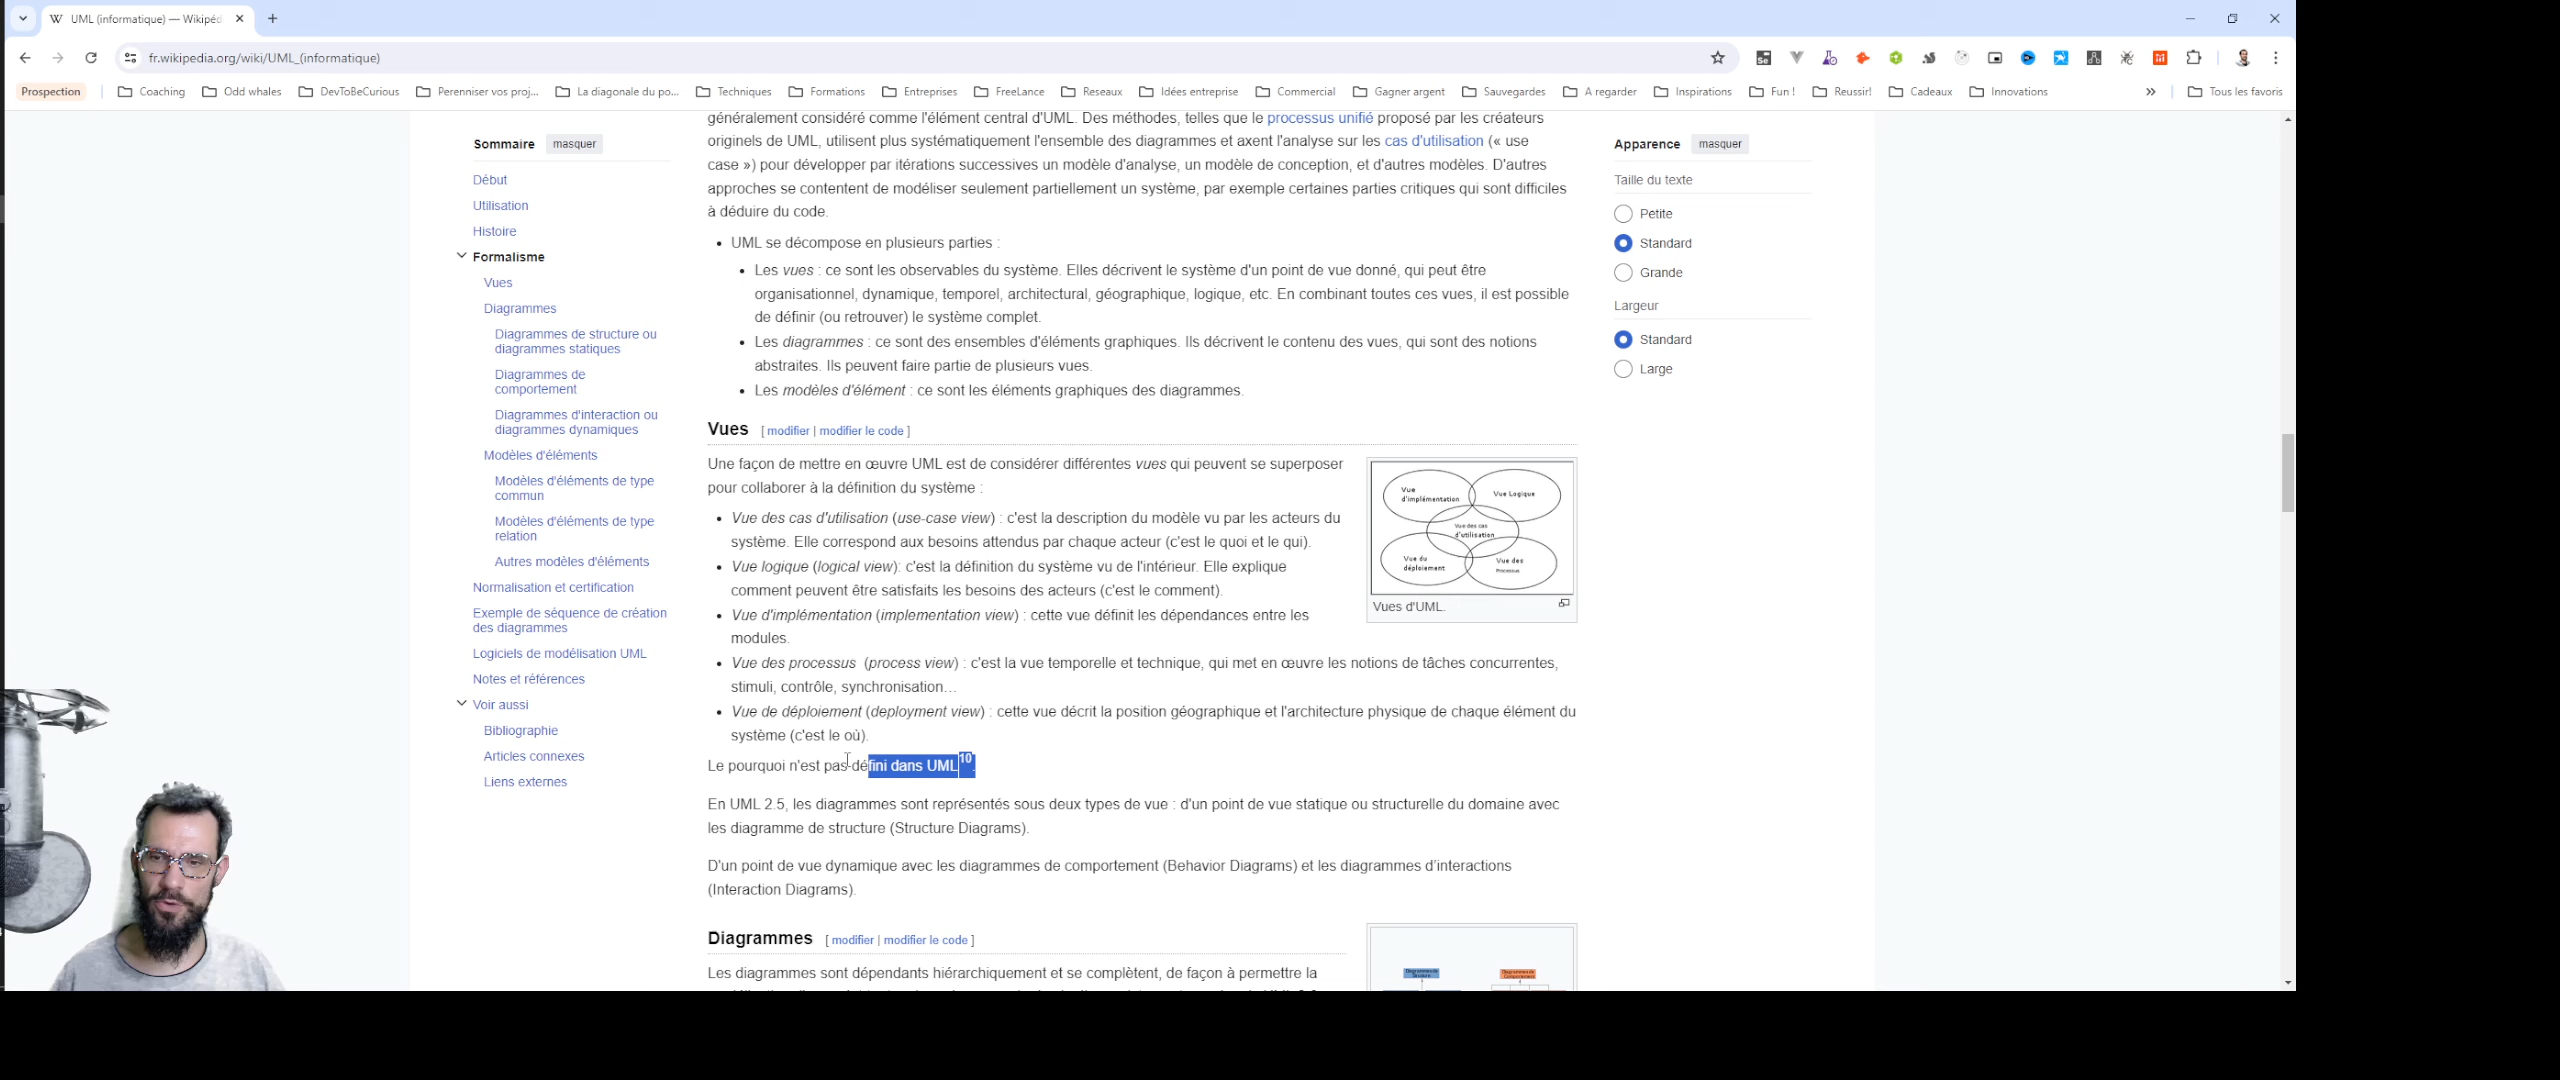 UML (informatique) — Wikipéd
fr.wikipedia.org/wiki/UML_(informatique)
Prospection
Coaching
Odd whales
DevToBeCurious
Perenniser vos proj...
La diagonale du po...
Techniques
Formations
Entreprises
FreeLance
Reseaux
Idées entreprise
Commercial
Gagner argent
Sauvegardes
A regarder
Inspirations
Fun !
Reussir!
Cadeaux
Innovations
Tous les favoris
Sommaire masquer
Début
Utilisation
Histoire
Formalisme
Vues
Diagrammes
Diagrammes de structure ou
diagrammes statiques
Diagrammes de
comportement
Diagrammes d'interaction ou
diagrammes dynamiques
Modèles d'éléments
Modèles d'éléments de type
commun
Modèles d'éléments de type
relation
Autres modèles d'éléments
Normalisation et certification
Exemple de séquence de création
des diagrammes
Logiciels de modélisation UML
Notes et références
Voir aussi
Bibliographie
Articles connexes
Liens externes
généralement considéré comme l'élément central d'UML. Des méthodes, telles que le processus unifié proposé par les créateurs
originels de UML, utilisent plus systématiquement l'ensemble des diagrammes et axent l'analyse sur les cas d'utilisation (« use
case ») pour développer par itérations successives un modèle d'analyse, un modèle de conception, et d'autres modèles. D'autres
approches se contentent de modéliser seulement partiellement un système, par exemple certaines parties critiques qui sont difficiles
à déduire du code.
• UML se décompose en plusieurs parties :
• Les vues : ce sont les observables du système. Elles décrivent le système d'un point de vue donné, qui peut être
organisationnel, dynamique, temporel, architectural, géographique, logique, etc. En combinant toutes ces vues, il est possible
de définir (ou retrouver) le système complet.
• Les diagrammes : ce sont des ensembles d'éléments graphiques. Ils décrivent le contenu des vues, qui sont des notions
abstraites. Ils peuvent faire partie de plusieurs vues.
• Les modèles d'élément : ce sont les éléments graphiques des diagrammes.
Vues [ modifier | modifier le code ]
Une façon de mettre en œuvre UML est de considérer différentes vues qui peuvent se superposer
pour collaborer à la définition du système :
• Vue des cas d'utilisation (use-case view) : c'est la description du modèle vu par les acteurs du
système. Elle correspond aux besoins attendus par chaque acteur (c'est le quoi et le qui).
• Vue logique (logical view): c'est la définition du système vu de l'intérieur. Elle explique
comment peuvent être satisfaits les besoins des acteurs (c'est le comment).
• Vue d'implémentation (implementation view) : cette vue définit les dépendances entre les
modules.
• Vue des processus (process view) : c'est la vue temporelle et technique, qui met en œuvre les notions de tâches concurrentes,
stimuli, contrôle, synchronisation…
• Vue de déploiement (deployment view) : cette vue décrit la position géographique et l'architecture physique de chaque élément du
système (c'est le où).
Le pourquoi n'est pas défini dans UML10.
En UML 2.5, les diagrammes sont représentés sous deux types de vue : d'un point de vue statique ou structurelle du domaine avec
les diagramme de structure (Structure Diagrams).
D'un point de vue dynamique avec les diagrammes de comportement (Behavior Diagrams) et les diagrammes d'interactions
(Interaction Diagrams).
Diagrammes [ modifier | modifier le code ]
Les diagrammes sont dépendants hiérarchiquement et se complètent, de façon à permettre la
Vue
d'implémentation
Vue Logique
Vue des cas
d'utilisation
Vue du
déploiement
Vue des
Processus
Vues d'UML.
Diagrammes de
Structure
Diagrammes de
Comportement
Apparence masquer
Taille du texte
Petite
Standard
Grande
Largeur
Standard
Large